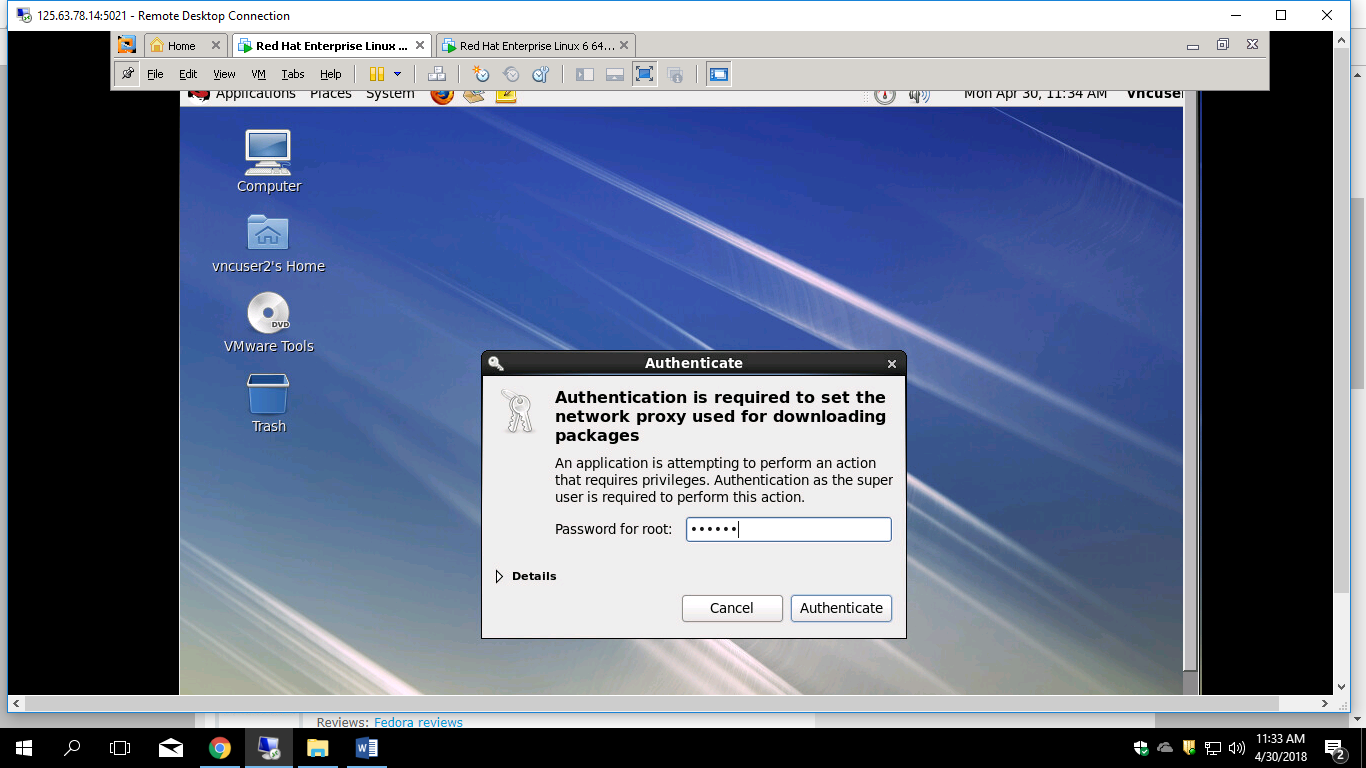 125.63.78.14:5021 - Remote Desktop Connection
Home
Red Hat Enterprise Linux ...
Red Hat Enterprise Linux 6 64...
File Edit View VM Tabs Help
Applications Places System
Mon Apr 30, 11:34 AM vncuser
Computer
vncuser2's Home
DVD
VMware Tools
Trash
Authenticate
Authentication is required to set the
network proxy used for downloading
packages
An application is attempting to perform an action
that requires privileges. Authentication as the super
user is required to perform this action.
Password for root: ••••••
Details
Cancel Authenticate
Reviews: Fedora reviews
11:33 AM
4/30/2018
2